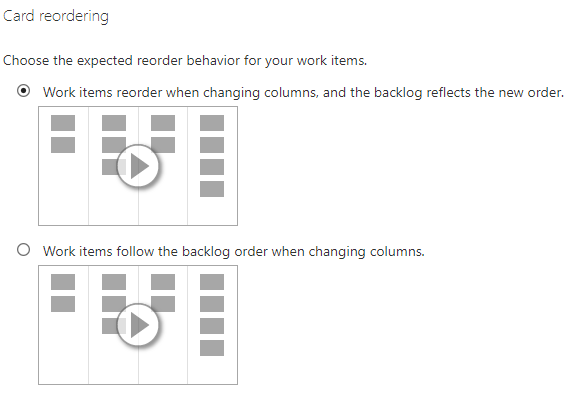 Card reordering
Choose the expected reorder behavior for your work items.
Work items reorder when changing columns, and the backlog reflects the new order.
Work items follow the backlog order when changing columns.